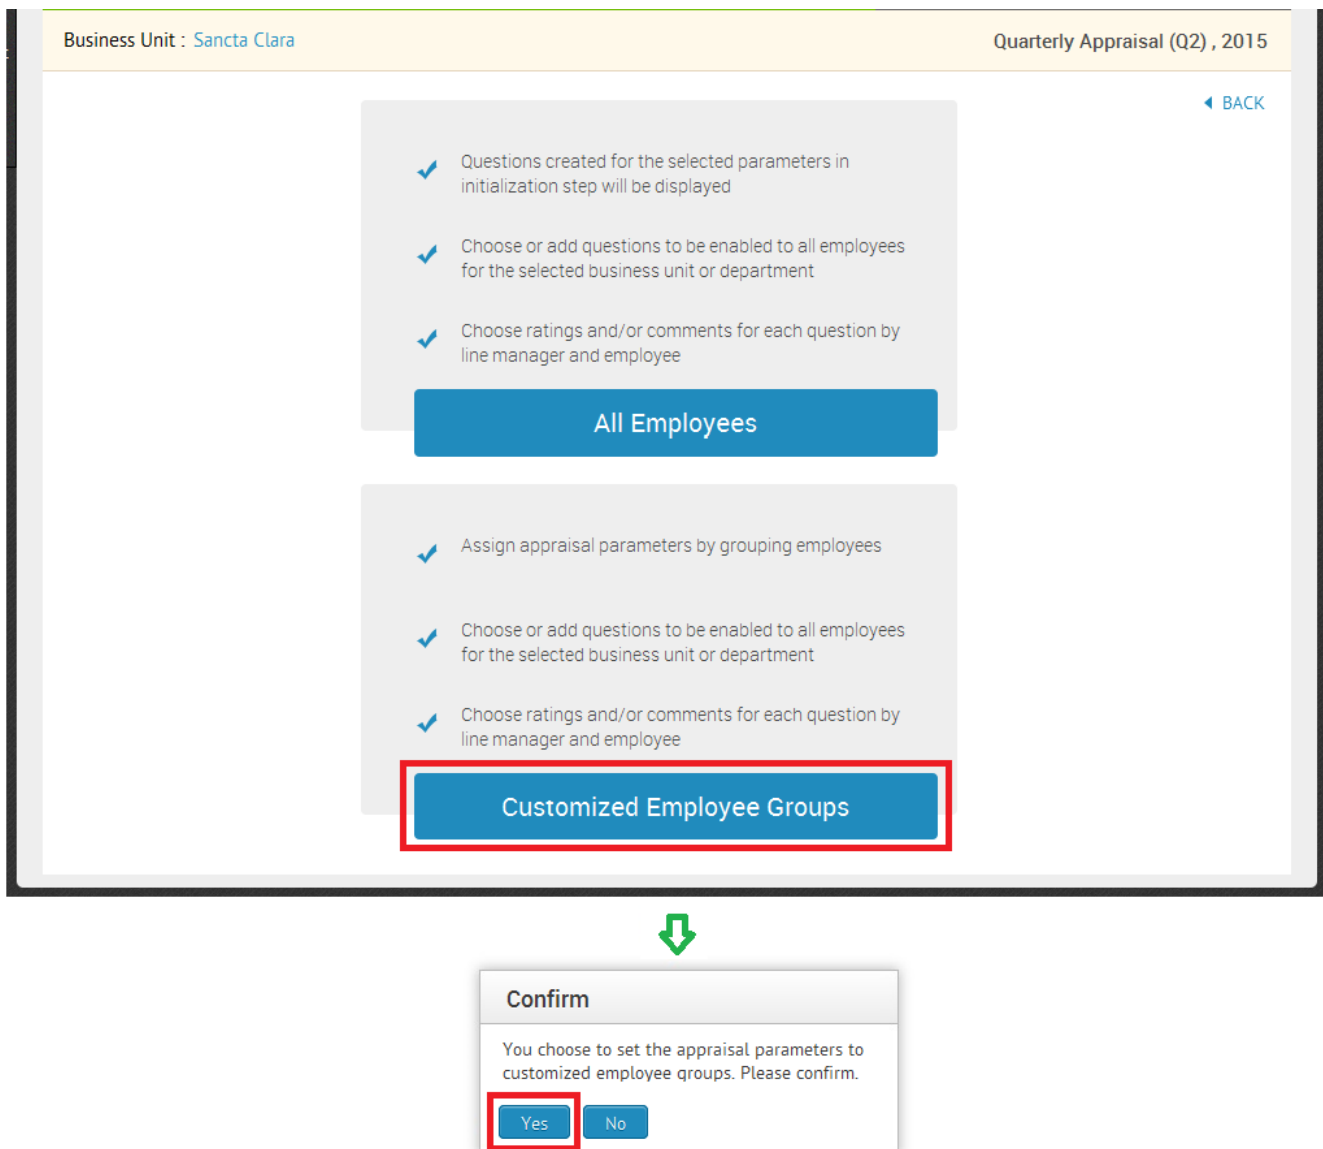 Business Unit : Sancta Clara
Quarterly Appraisal (Q2) , 2015
BACK
Questions created for the selected parameters in
initialization step will be displayed
Choose or add questions to be enabled to all employees
for the selected business unit or department
Choose ratings and/or comments for each question by
line manager and employee
All Employees
Assign appraisal parameters by grouping employees
Choose or add questions to be enabled to all employees
for the selected business unit or department
Choose ratings and/or comments for each question by
line manager and employee
Customized Employee Groups
Confirm
You choose to set the appraisal parameters to
customized employee groups. Please confirm.
Yes No